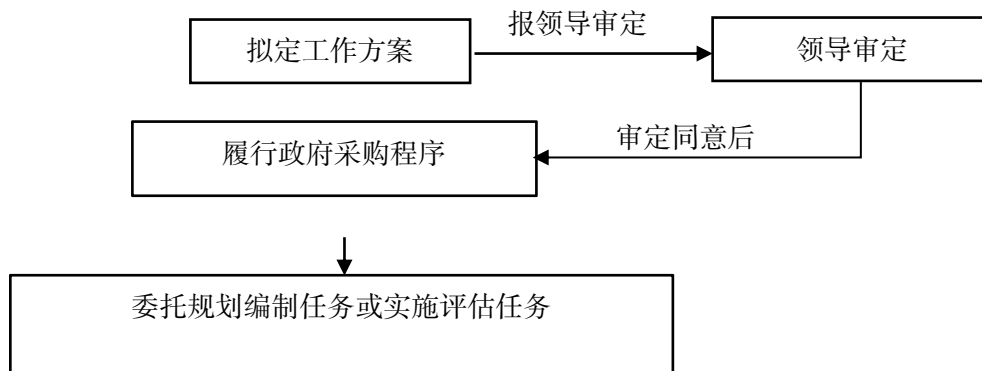 拟定工作方案
报领导审定
领导审定
审定同意后
履行政府采购程序
委托规划编制任务或实施评估任务